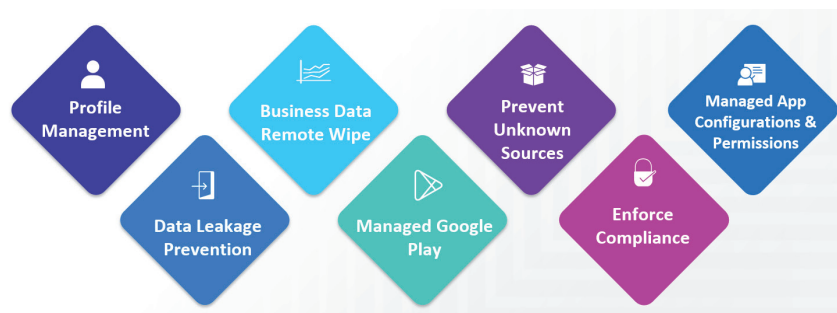 Profile
Management
Data Leakage
Prevention
Business Data
Remote Wipe
Managed Google
Play
Prevent
Unknown
Sources
Enforce
Compliance
Managed App
Configurations &
Permissions